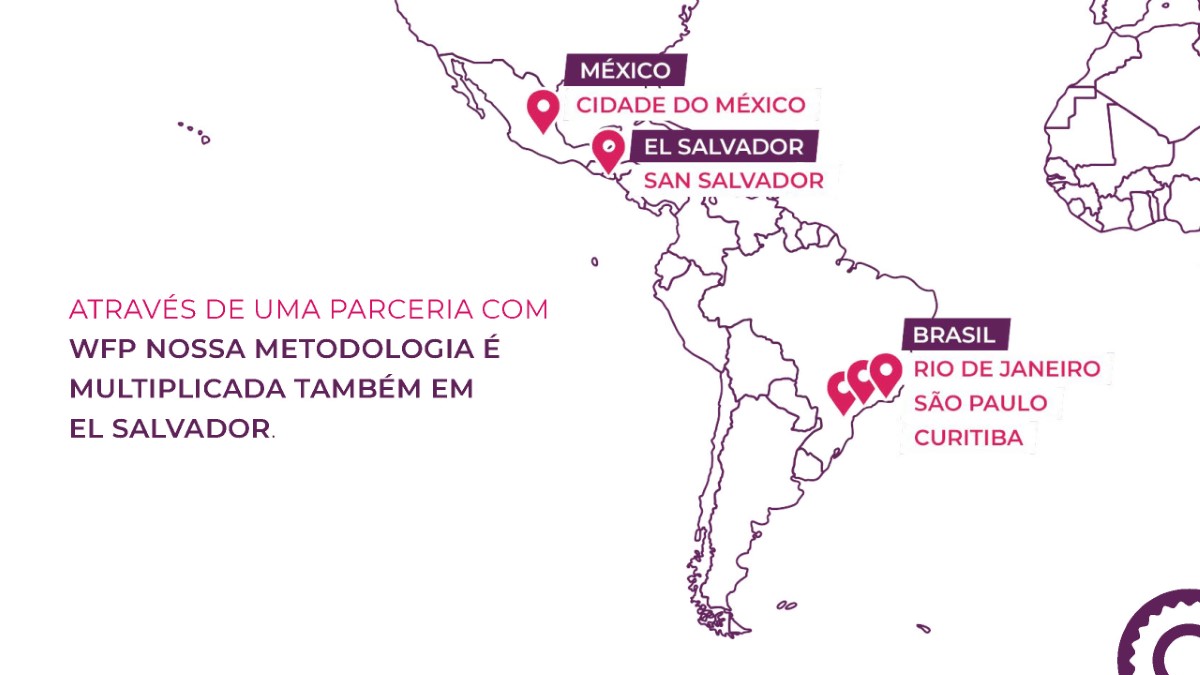 MÉXICO
CIDADE DO MÉXICO
EL SALVADOR
SAN SALVADOR
ATRAVÉS DE UMA PARCERIA COM
WFP NOSSA METODOLOGIA É
MULTIPLICADA TAMBÉM EM
EL SALVADOR.
BRASIL
RIO DE JANEIRO
SÃO PAULO
CURITIBA